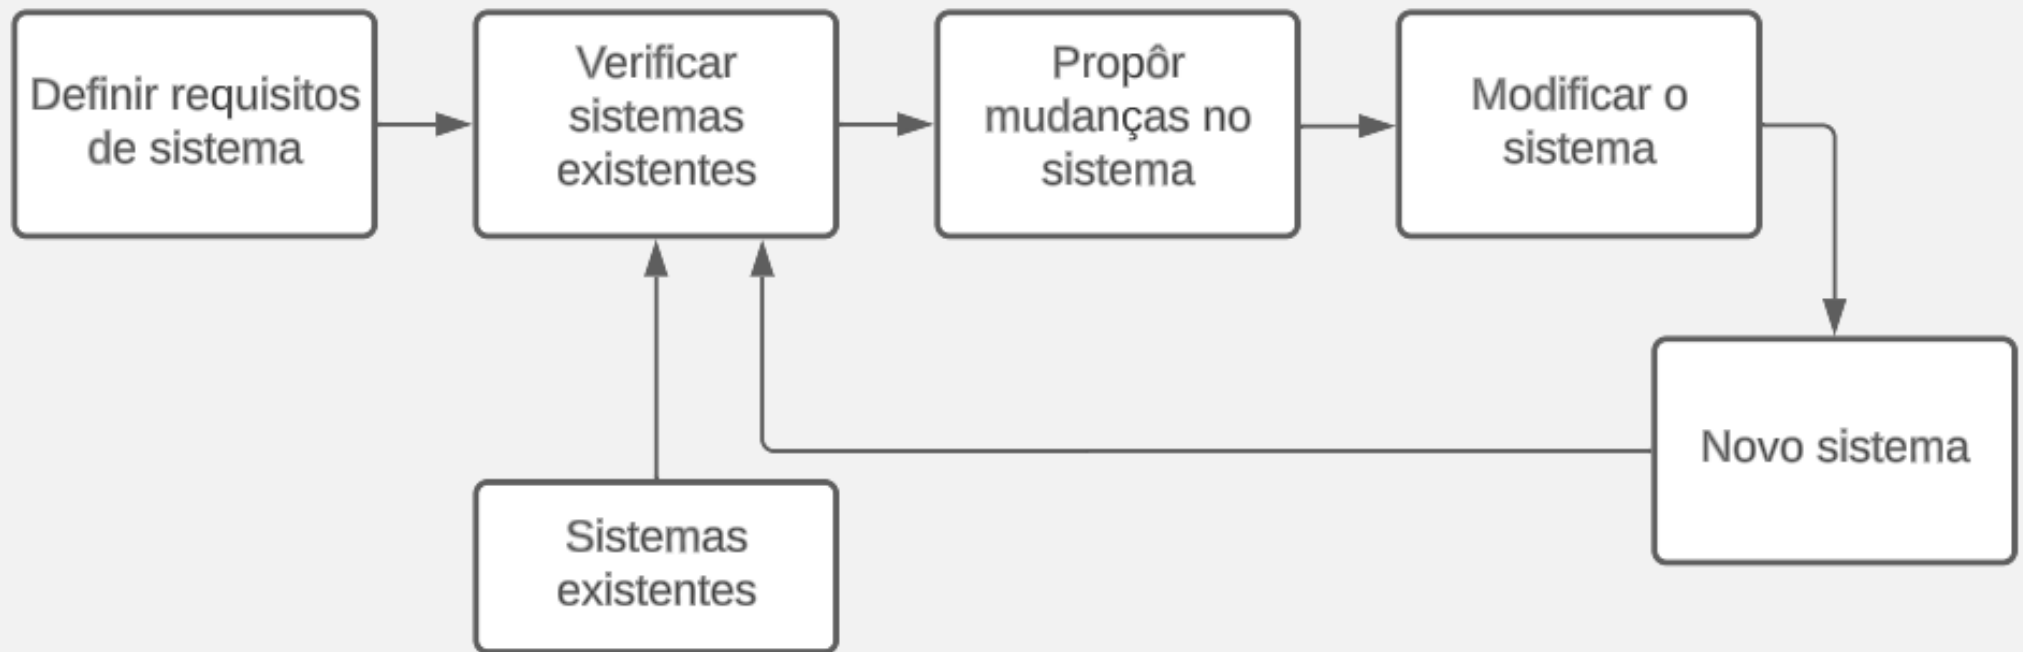 Definir requisitos
de sistema
Verificar
sistemas
existentes
Propôr
mudanças no
sistema
Modificar o
sistema
Novo sistema
Sistemas
existentes